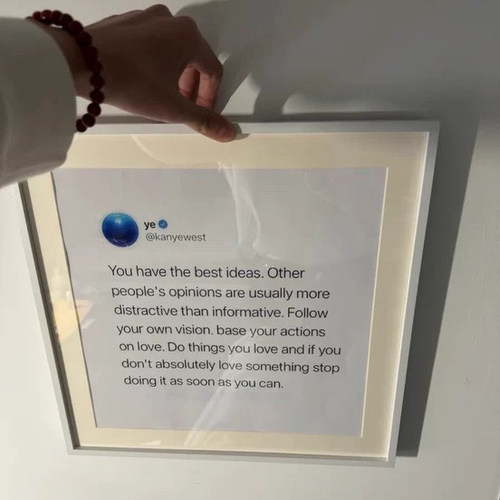 ye
@kanyewest
You have the best ideas. Other
people's opinions are usually more
distractive than informative. Follow
your own vision. base your actions
on love. Do things you love and if you
don't absolutely love something stop
doing it as soon as you can.